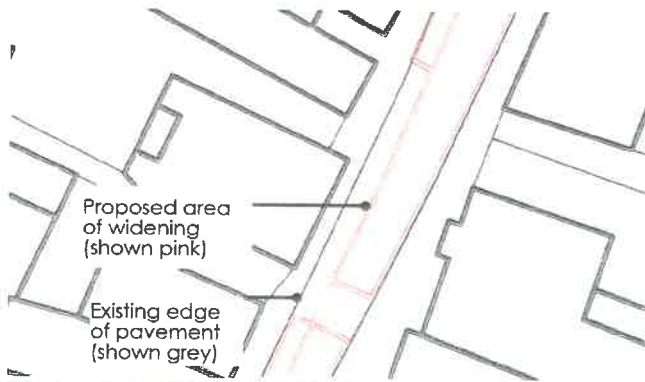 Proposed area
of widening
(shown pink)
Existing edge
of pavement
(shown grey)